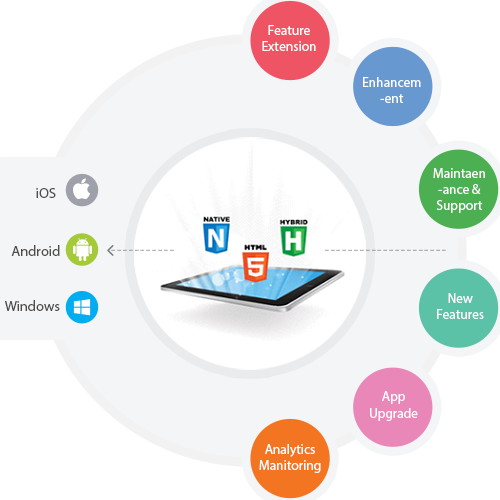 Feature
Extension
Enhancem
-ent
Maintaen
-ance &
Support
New
Features
App
Upgrade
Analytics
Monitoring
iOS
Android
Windows
NATIVE
N
HTML
5
HYBRID
H